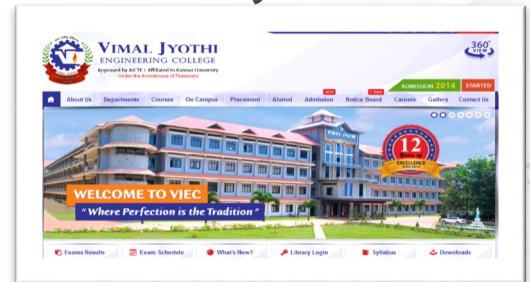 VIMAL JYOTHI
ENGINEERING COLLEGE
Approved by AICTE | Affiliated to Kannur University
Under the Archdiocese of Thalassery
360°
VIEW
ADMISSION 2014 STARTED
About Us Departments Courses On Campus Placement Alumni Admission Notice Board Careers Gallery Contact Us
VIMAL JYOTHI
12
Years of
EXCELLENCE
WELCOME TO VJEC
"Where Perfection is the Tradition"
Exams Results Exam Schedule What's New? Library Login Syllabus Downloads